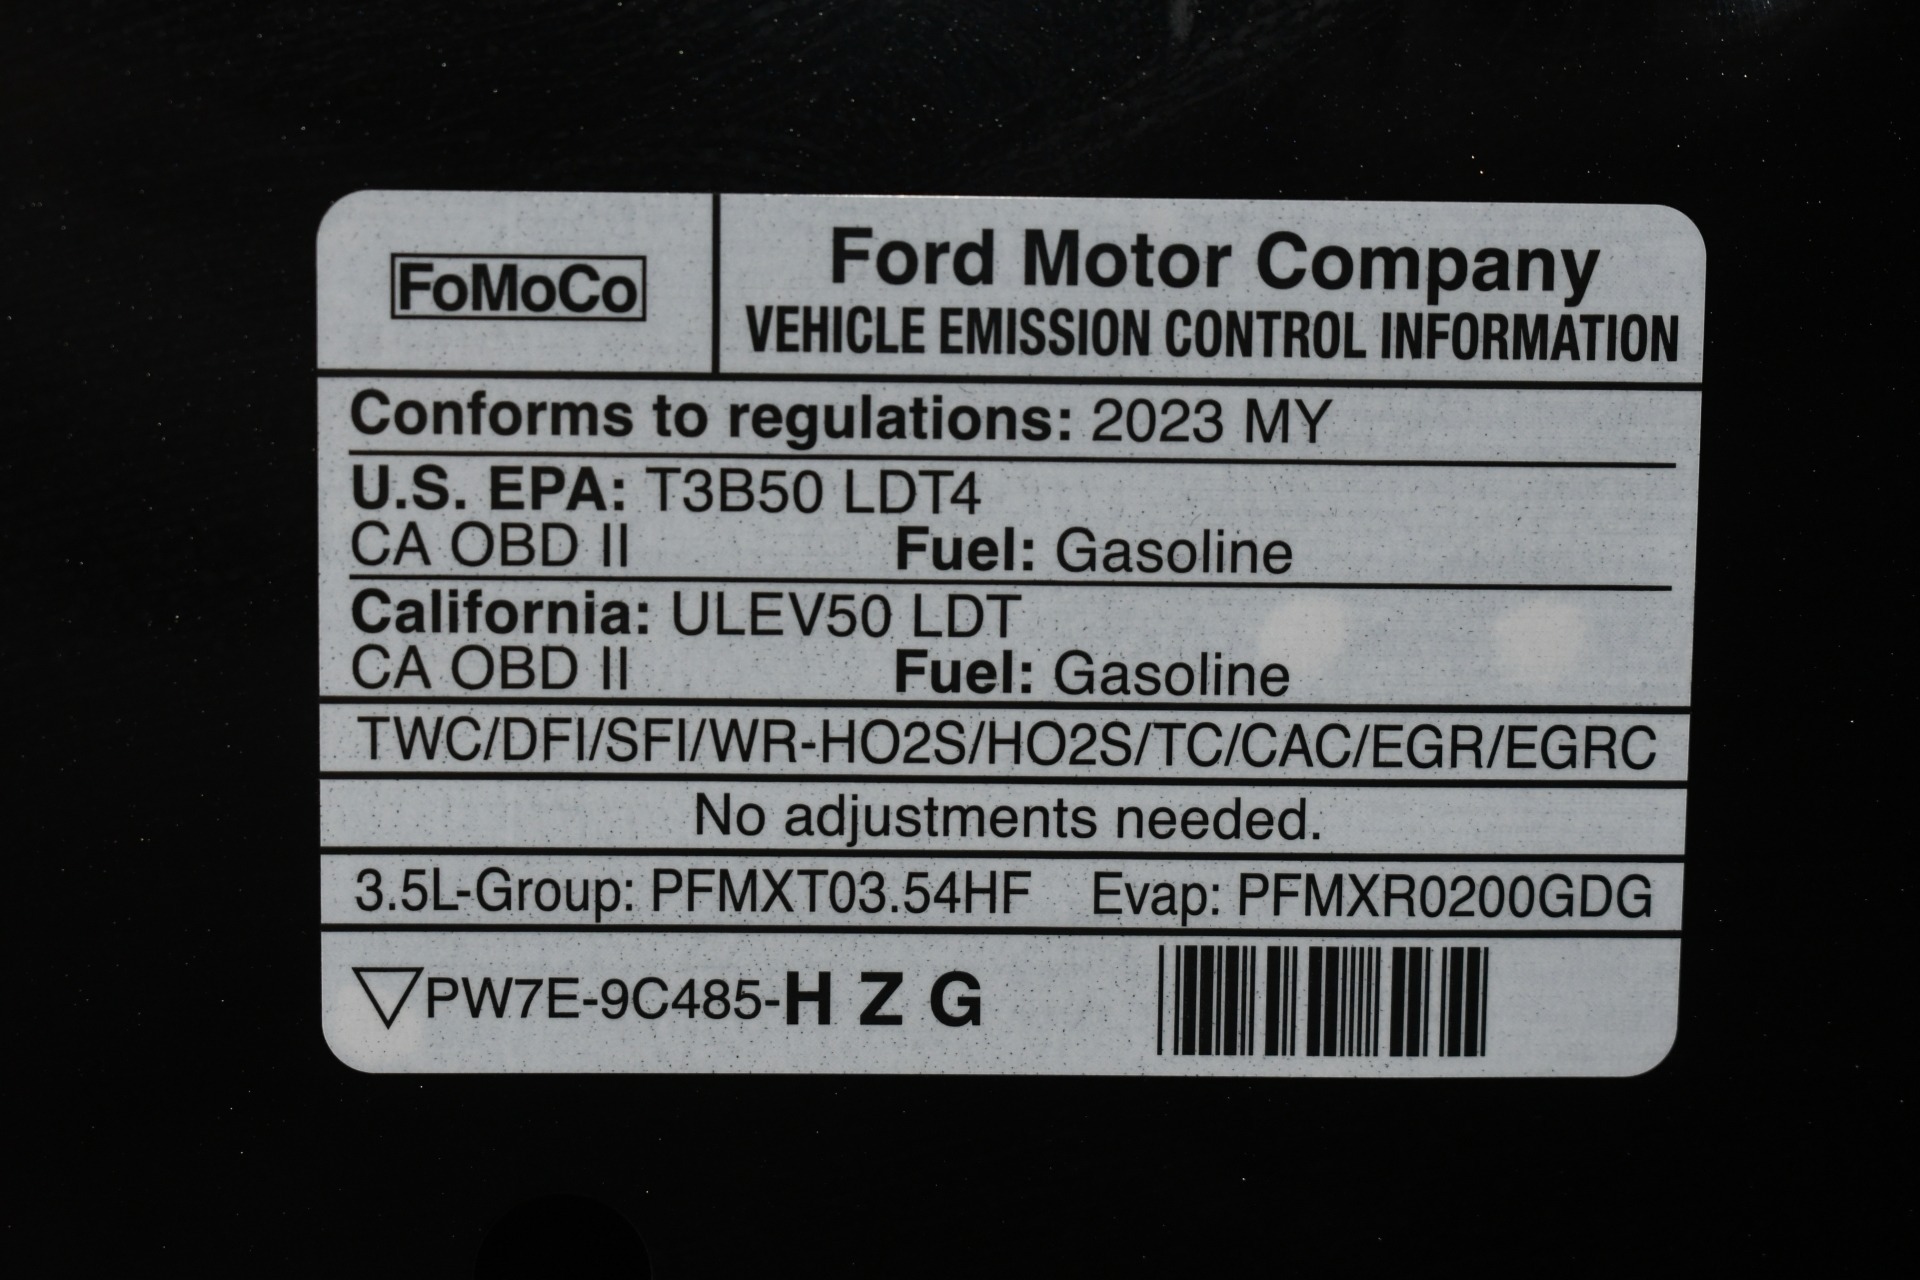 FoMoCo
Ford Motor Company
VEHICLE EMISSION CONTROL INFORMATION
Conforms to regulations: 2023 MY
U.S. EPA: T3B50 LDT4
CA OBD II Fuel: Gasoline
California: ULEV50 LDT
CA OBD II Fuel: Gasoline
TWC/DFI/SFI/WR-HO2S/HO2S/TC/CAC/EGR/EGRC
No adjustments needed.
3.5L-Group: PFMXT03.54HF Evap: PFMXR0200GDG
PW7E-9C485-H Z G